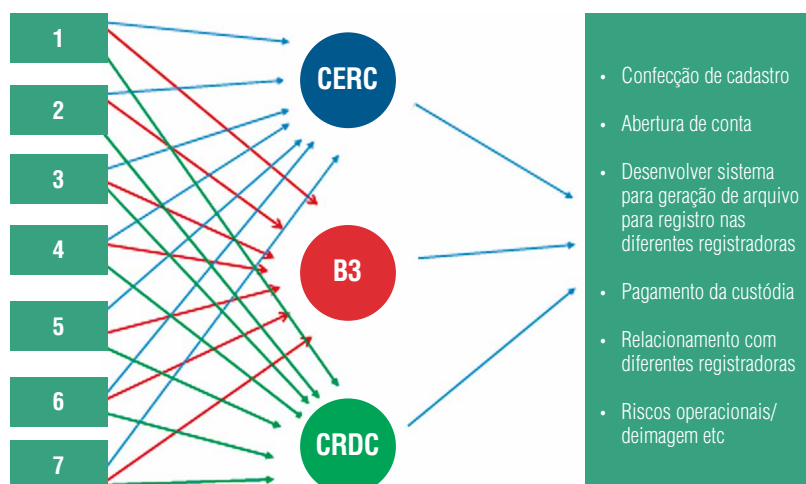 1
2
3
4
5
6
7
CERC
B3
CRDC
• Confecção de cadastro
• Abertura de conta
• Desenvolver sistema
para geração de arquivo
para registro nas
diferentes registradoras
• Pagamento da custódia
• Relacionamento com
diferentes registradoras
• Riscos operacionais/
deimagem etc